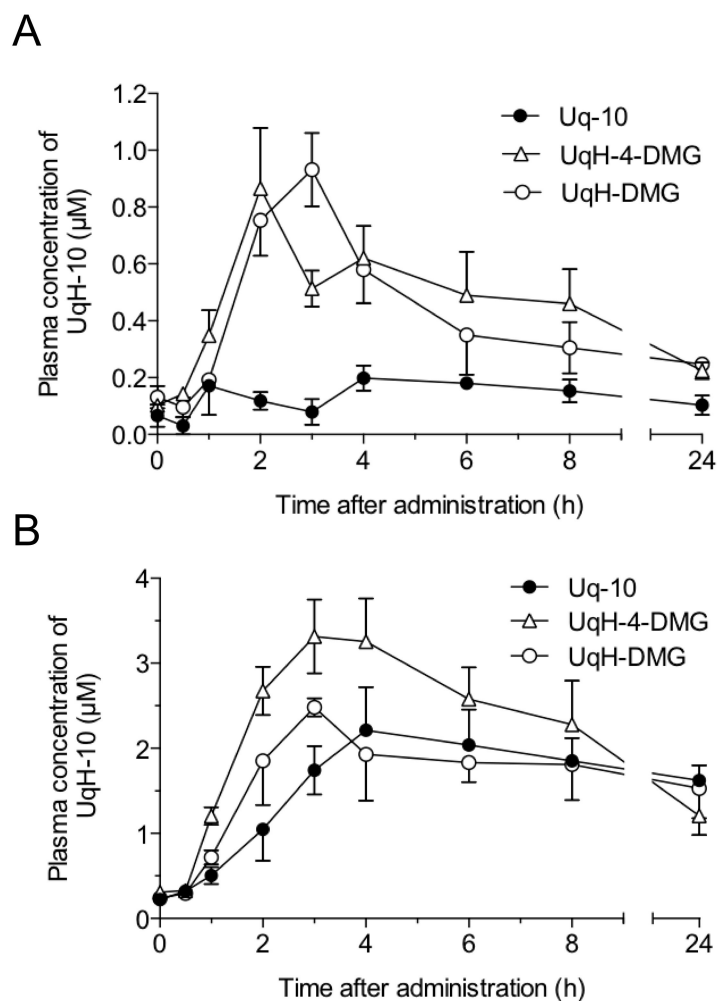 A
1.2
1.0
0.8
0.6
0.4
0.2
0.0
Plasma concentration of
UqH-10 (µM)
Uq-10
UqH-4-DMG
UqH-DMG
0 2 4 6 8 24
Time after administration (h)
B
4
3
2
1
0
Plasma concentration of
UqH-10 (µM)
Uq-10
UqH-4-DMG
UqH-DMG
0 2 4 6 8 24
Time after administration (h)